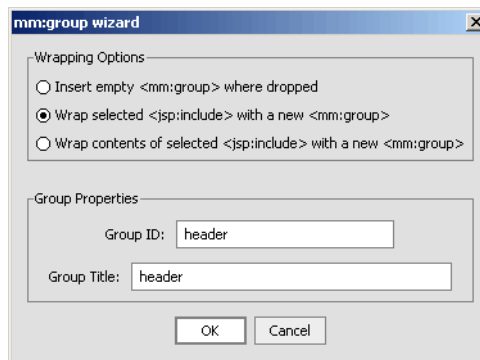 mm:group wizard
Wrapping Options
Insert empty <mm:group> where dropped
Wrap selected <jsp:include> with a new <mm:group>
Wrap contents of selected <jsp:include> with a new <mm:group>
Group Properties
Group ID: header
Group Title: header
OK Cancel